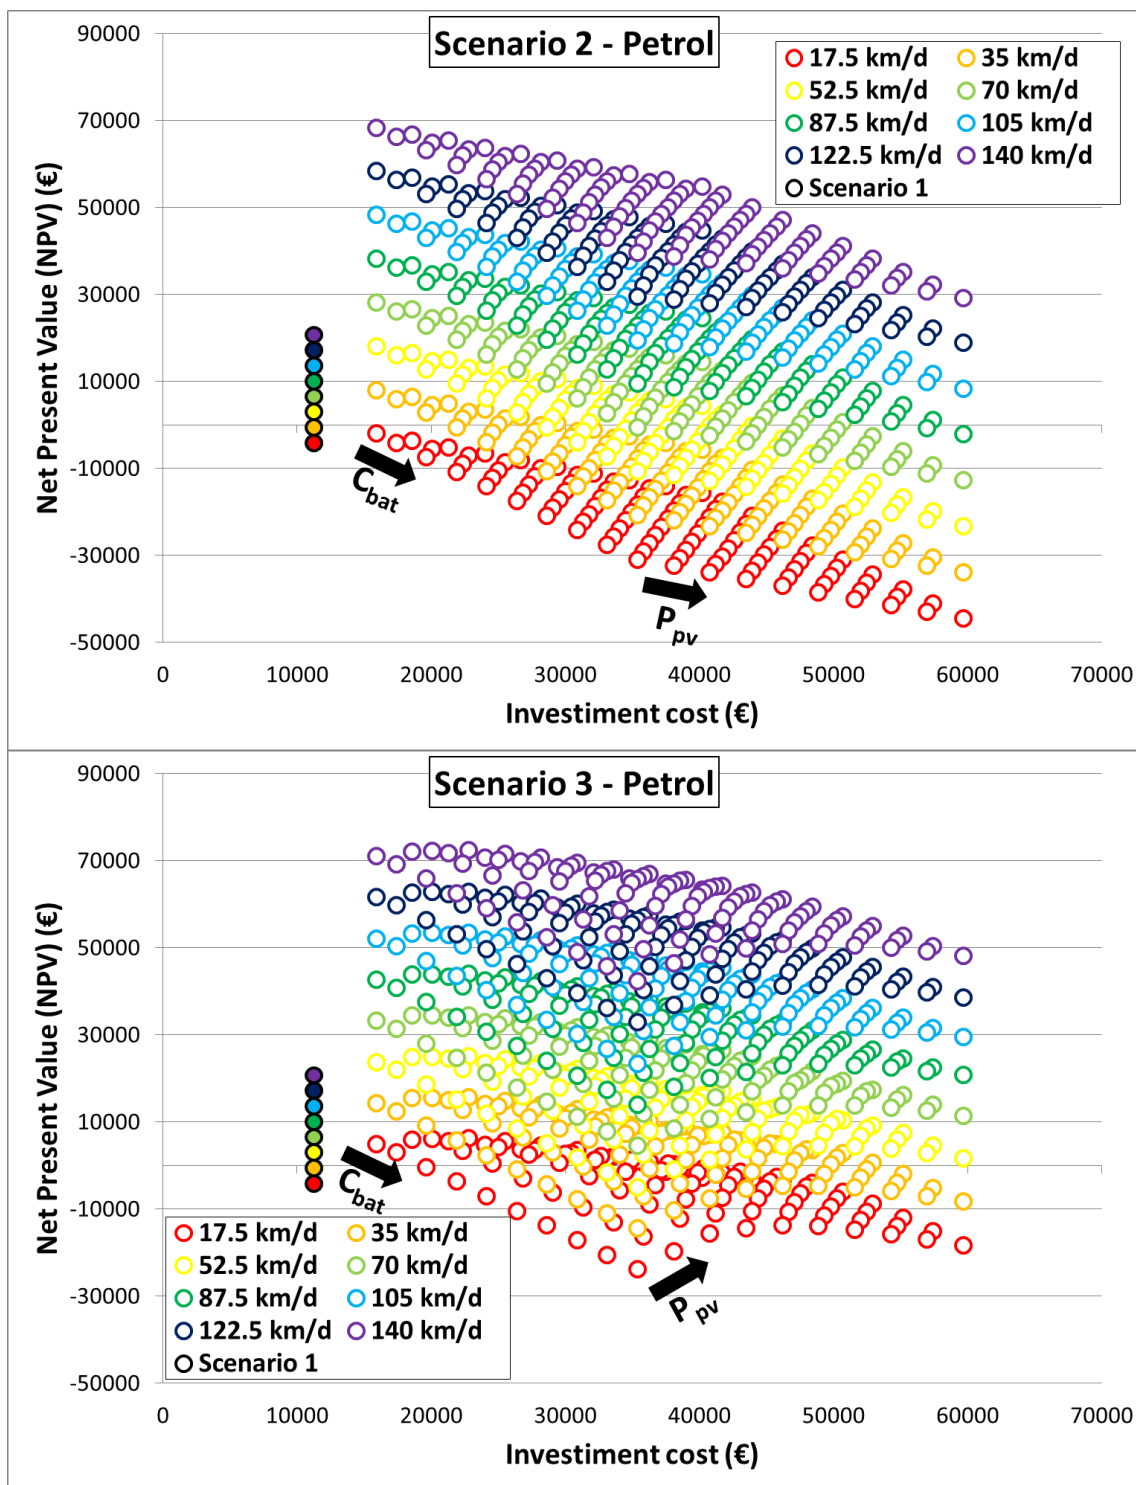 Scenario 2 - Petrol
90000
70000
50000
30000
10000
-10000
-30000
-50000
Net Present Value (NPV) (€)
17.5 km/d 35 km/d
52.5 km/d 70 km/d
87.5 km/d 105 km/d
122.5 km/d 140 km/d
Scenario 1
Cbat
Ppv
0 10000 20000 30000 40000 50000 60000 70000
Investiment cost (€)
Scenario 3 - Petrol
90000
70000
50000
30000
10000
-10000
-30000
-50000
Net Present Value (NPV) (€)
Cbat
Ppv
17.5 km/d 35 km/d
52.5 km/d 70 km/d
87.5 km/d 105 km/d
122.5 km/d 140 km/d
Scenario 1
0 10000 20000 30000 40000 50000 60000 70000
Investiment cost (€)